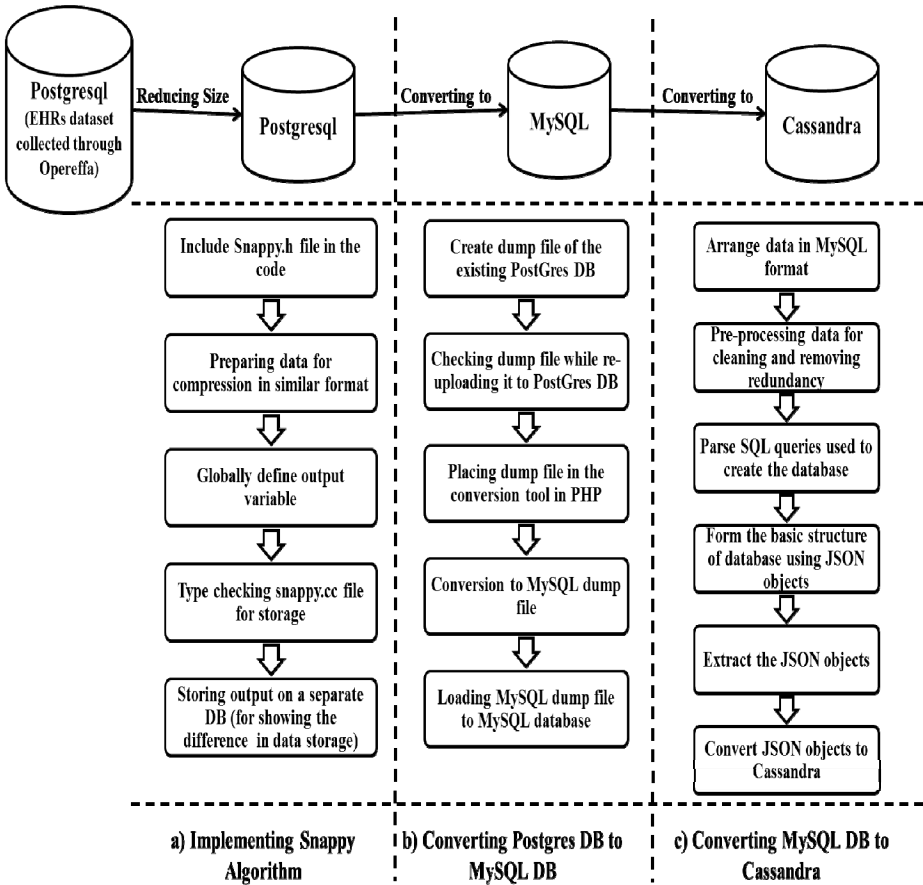 Postgresql
(EHRs dataset
collected through
Opereffa)
Reducing Size
Postgresql
Converting to
MySQL
Converting to
Cassandra
Include Snappy.h file in the
code
Preparing data for
compression in similar format
Globally define output
variable
Type checking snappy.cc file
for storage
Storing output on a separate
DB (for showing the
difference in data storage)
Create dump file of the
existing PostGres DB
Checking dump file while re-
uploading it to PostGres DB
Placing dump file in the
conversion tool in PHP
Conversion to MySQL dump
file
Loading MySQL dump file
to MySQL database
Arrange data in MySQL
format
Pre-processing data for
cleaning and removing
redundancy
Parse SQL queries used to
create the database
Form the basic structure
of database using JSON
objects
Extract the JSON objects
Convert JSON objects to
Cassandra
a) Implementing Snappy
Algorithm
b) Converting Postgres DB to
MySQL DB
c) Converting MySQL DB to
Cassandra